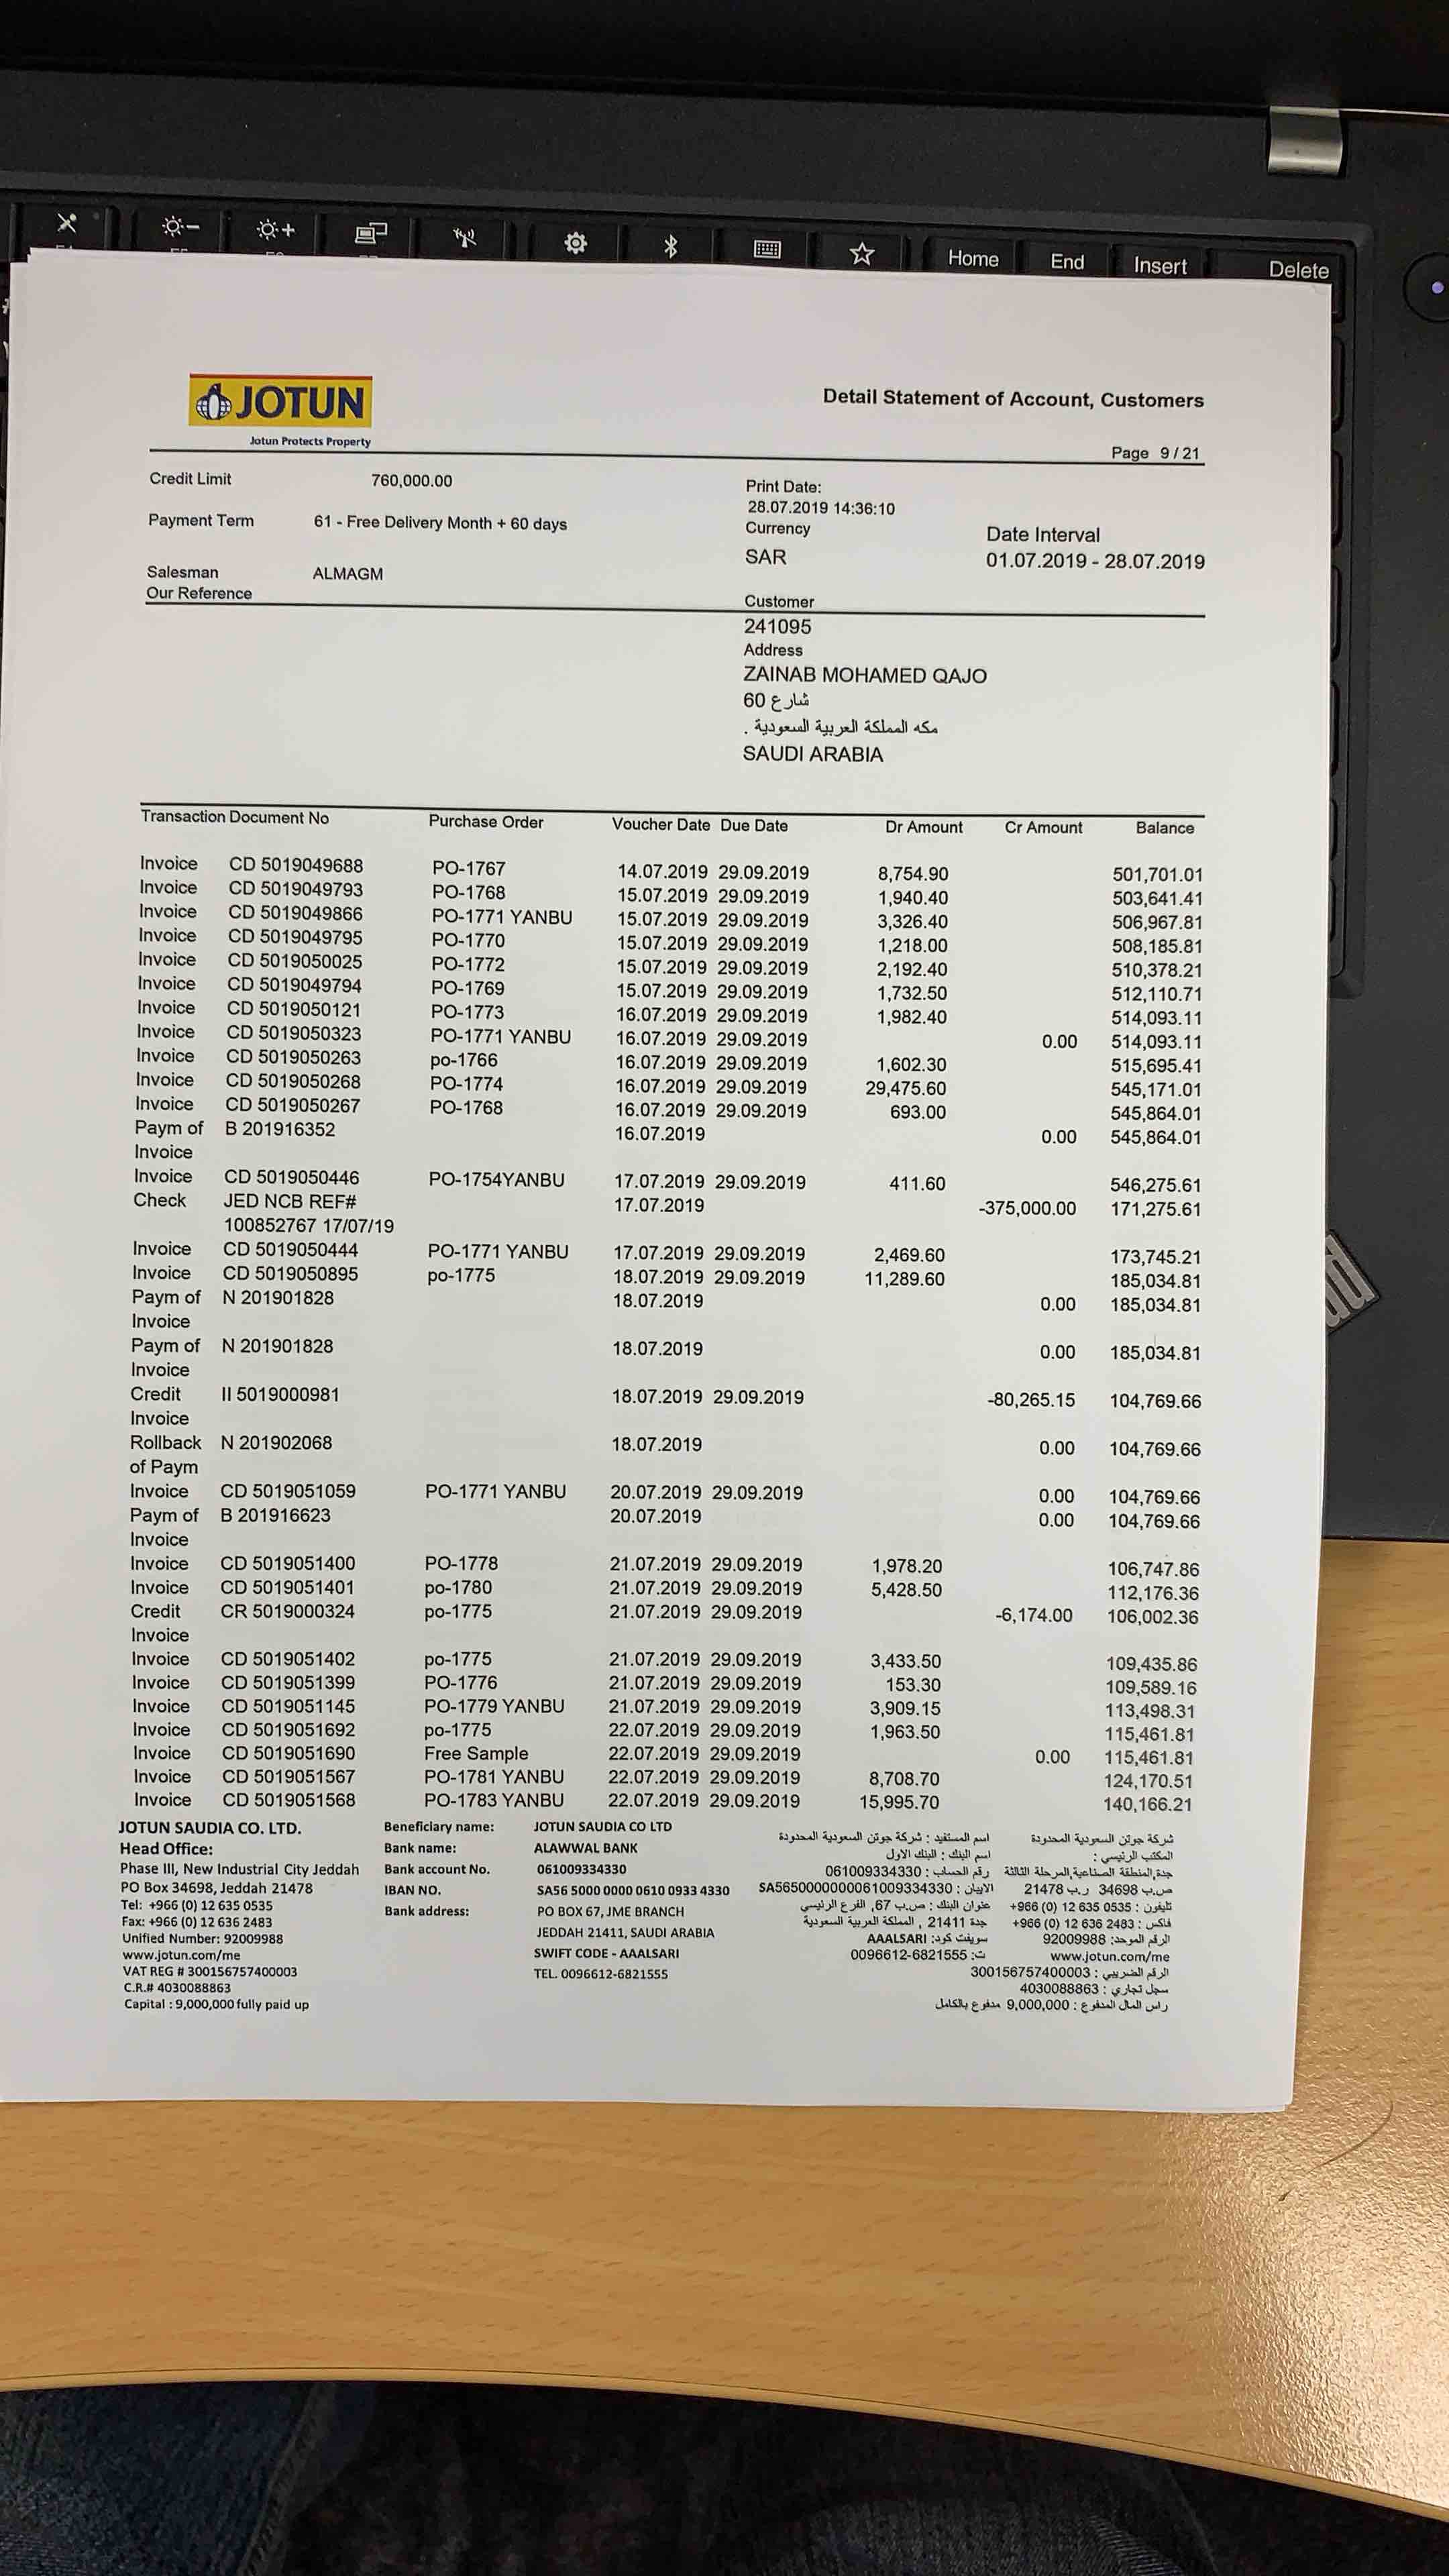 Home End Insert Delete
JOTUN
Jotun Protects Property
Detail Statement of Account, Customers
Page 9 / 21
Credit Limit 760,000.00
Payment Term 61 - Free Delivery Month + 60 days
Salesman ALMAGM
Our Reference
Print Date:
28.07.2019 14:36:10
Currency
SAR
Date Interval
01.07.2019 - 28.07.2019
Customer
241095
Address
ZAINAB MOHAMED QAJO
شارع 60
مكه المملكة العربية السعودية .
SAUDI ARABIA
Transaction Document No Purchase Order Voucher Date Due Date Dr Amount Cr Amount Balance
Invoice CD 5019049688 PO-1767 14.07.2019 29.09.2019 8,754.90 501,701.01
Invoice CD 5019049793 PO-1768 15.07.2019 29.09.2019 1,940.40 503,641.41
Invoice CD 5019049866 PO-1771 YANBU 15.07.2019 29.09.2019 3,326.40 506,967.81
Invoice CD 5019049795 PO-1770 15.07.2019 29.09.2019 1,218.00 508,185.81
Invoice CD 5019050025 PO-1772 15.07.2019 29.09.2019 2,192.40 510,378.21
Invoice CD 5019049794 PO-1769 15.07.2019 29.09.2019 1,732.50 512,110.71
Invoice CD 5019050121 PO-1773 16.07.2019 29.09.2019 1,982.40 514,093.11
Invoice CD 5019050323 PO-1771 YANBU 16.07.2019 29.09.2019 0.00 514,093.11
Invoice CD 5019050263 po-1766 16.07.2019 29.09.2019 1,602.30 515,695.41
Invoice CD 5019050268 PO-1774 16.07.2019 29.09.2019 29,475.60 545,171.01
Invoice CD 5019050267 PO-1768 16.07.2019 29.09.2019 693.00 545,864.01
Paym of B 201916352 16.07.2019 0.00 545,864.01
Invoice
Invoice CD 5019050446 PO-1754YANBU 17.07.2019 29.09.2019 411.60 546,275.61
Check JED NCB REF# 17.07.2019 -375,000.00 171,275.61
100852767 17/07/19
Invoice CD 5019050444 PO-1771 YANBU 17.07.2019 29.09.2019 2,469.60 173,745.21
Invoice CD 5019050895 po-1775 18.07.2019 29.09.2019 11,289.60 185,034.81
Paym of N 201901828 18.07.2019 0.00 185,034.81
Invoice
Paym of N 201901828 18.07.2019 0.00 185,034.81
Invoice
Credit II 5019000981 18.07.2019 29.09.2019 -80,265.15 104,769.66
Invoice
Rollback N 201902068 18.07.2019 0.00 104,769.66
of Paym
Invoice CD 5019051059 PO-1771 YANBU 20.07.2019 29.09.2019 0.00 104,769.66
Paym of B 201916623 20.07.2019 0.00 104,769.66
Invoice
Invoice CD 5019051400 PO-1778 21.07.2019 29.09.2019 1,978.20 106,747.86
Invoice CD 5019051401 po-1780 21.07.2019 29.09.2019 5,428.50 112,176.36
Credit CR 5019000324 po-1775 21.07.2019 29.09.2019 -6,174.00 106,002.36
Invoice
Invoice CD 5019051402 po-1775 21.07.2019 29.09.2019 3,433.50 109,435.86
Invoice CD 5019051399 PO-1776 21.07.2019 29.09.2019 153.30 109,589.16
Invoice CD 5019051145 PO-1779 YANBU 21.07.2019 29.09.2019 3,909.15 113,498.31
Invoice CD 5019051692 po-1775 22.07.2019 29.09.2019 1,963.50 115,461.81
Invoice CD 5019051690 Free Sample 22.07.2019 29.09.2019 0.00 115,461.81
Invoice CD 5019051567 PO-1781 YANBU 22.07.2019 29.09.2019 8,708.70 124,170.51
Invoice CD 5019051568 PO-1783 YANBU 22.07.2019 29.09.2019 15,995.70 140,166.21
JOTUN SAUDIA CO. LTD.
Head Office:
Phase III, New Industrial City Jeddah
PO Box 34698, Jeddah 21478
Tel: +966 (0) 12 635 0535
Fax: +966 (0) 12 636 2483
Unified Number: 92009988
www.jotun.com/me
VAT REG # 300156757400003
C.R.# 4030088863
Capital : 9,000,000 fully paid up
Beneficiary name: JOTUN SAUDIA CO LTD
Bank name: ALAWWAL BANK
Bank account No. 061009334330
IBAN NO. SA56 5000 0000 0610 0933 4330
Bank address: PO BOX 67, JME BRANCH
JEDDAH 21411, SAUDI ARABIA
SWIFT CODE - AAALSARI
TEL. 0096612-6821555
اسم المستفيد : شركة جوتن السعودية المحدودة
اسم البنك : البنك الاول
رقم الحساب : 061009334330
الايبان : SA5650000000061009334330
عنوان البنك : ص.ب 67, الفرع الرئيسي
جدة 21411 , المملكة العربية السعودية
سويفت كود: AAALSARI
ت: 0096612-6821555
شركة جوتن السعودية المحدودة
المكتب الرئيسي :
جدة,المنطقة الصناعية,المرحلة الثالثة
ص.ب 34698 ر.ب 21478
تليفون : 0535 635 12 (0) 966+
فاكس : 2483 636 12 (0) 966+
الرقم الموحد: 92009988
www.jotun.com/me
الرقم الضريبي : 300156757400003
سجل تجاري : 4030088863
راس المال المدفوع : 9,000,000 مدفوع بالكامل